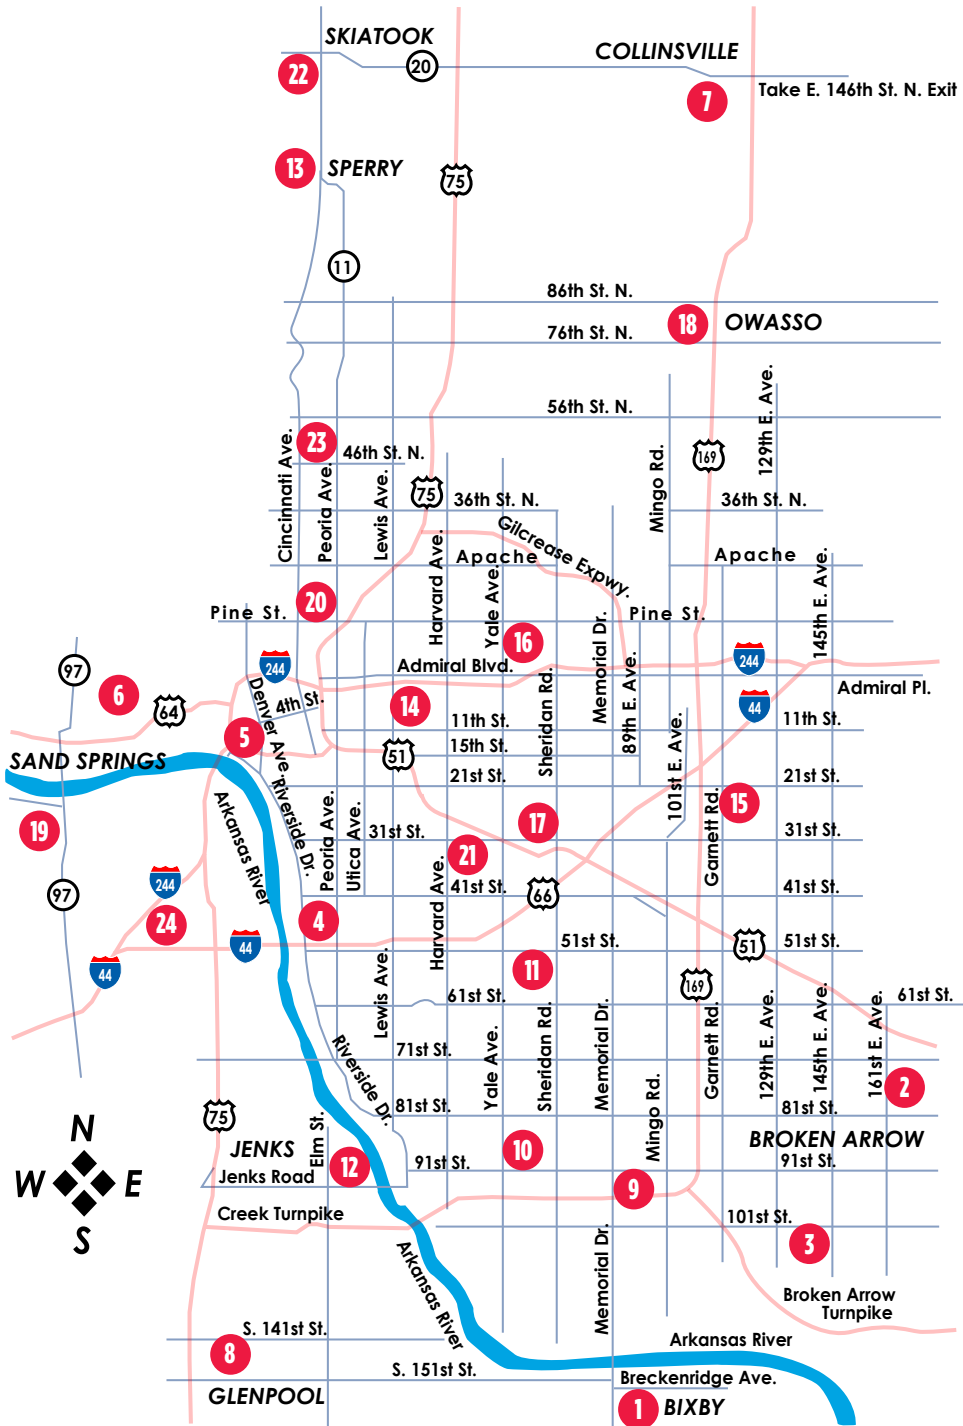 SKIATOOK
COLLINSVILLE
20
22
Take E. 146th St. N. Exit
7
13
SPERRY
75
11
86th St. N.
18
OWASSO
76th St. N.
56th St. N.
129th E. Ave.
Cincinnati Ave.
23
46th St. N.
Peoria Ave.
Lewis Ave.
Mingo Rd.
169
75
36th St. N.
36th St. N.
Gilcrease Expwy.
Harvard Ave.
Apache
Apache
Yale Ave.
145th E. Ave.
20
Pine St.
Pine St.
16
Memorial Dr.
97
244
244
Admiral Blvd.
Sheridan Rd.
89th E. Ave.
6
Denver Ave.
4th St.
14
Admiral Pl.
44
64
11th St.
11th St.
101st E. Ave.
5
51
15th St.
SAND SPRINGS
21st St.
21st St.
Riverside Dr.
Arkansas River
Peoria Ave.
Utica Ave.
Garnett Rd.
15
19
31st St.
17
31st St.
21
Harvard Ave.
41st St.
41st St.
244
97
66
24
4
44
51st St.
51
51st St.
44
11
Lewis Ave.
169
61st St.
61st St.
Yale Ave.
Sheridan Rd.
Memorial Dr.
Garnett Rd.
129th E. Ave.
145th E. Ave.
161st E. Ave.
71st St.
Riverside Dr.
Mingo Rd.
2
75
81st St.
81st St.
N
Elm St.
JENKS
10
BROKEN ARROW
12
91st St.
91st St.
W
E
Jenks Road
9
S
Creek Turnpike
101st St.
3
Arkansas River
Memorial Dr.
Broken Arrow
Turnpike
S. 141st St.
Arkansas River
8
S. 151st St.
Breckenridge Ave.
GLENPOOL
1
BIXBY